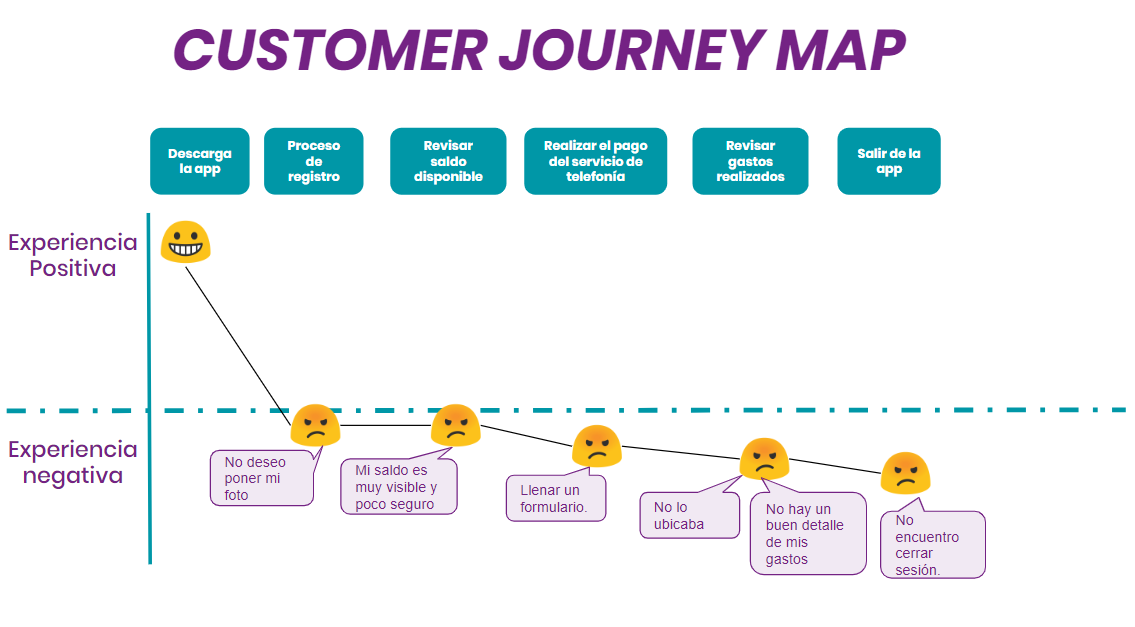 CUSTOMER JOURNEY MAP
Descarga
la app
Proceso
de
registro
Revisar
saldo
disponible
Realizar el pago
del servicio de
telefonía
Revisar
gastos
realizados
Salir de la
app
Experiencia
Positiva
Experiencia
negativa
No deseo
poner mi
foto
Mi saldo es
muy visible y
poco seguro
Llenar un
formulario.
No lo
ubicaba
No hay un
buen detalle
de mis
gastos
No
encuentro
cerrar
sesión.